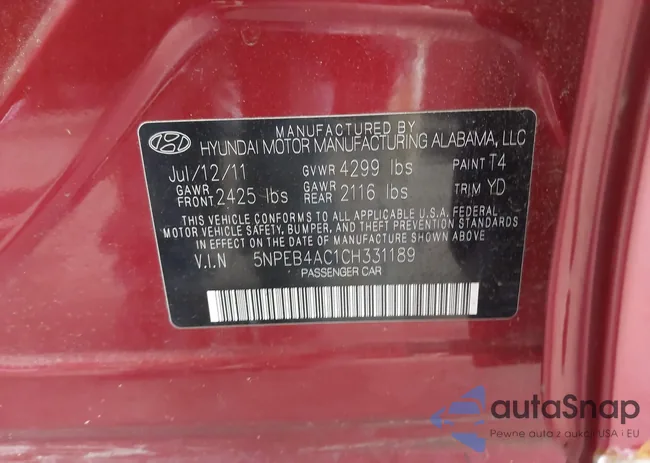 MANUFACTURED BY
HYUNDAI MOTOR MANUFACTURING ALABAMA, LLC
Jul/12/11 GVWR 4299 lbs PAINT T4
GAWR FRONT 2425 lbs GAWR REAR 2116 lbs TRIM YD
THIS VEHICLE CONFORMS TO ALL APPLICABLE U.S.A. FEDERAL
MOTOR VEHICLE SAFETY, BUMPER, AND THEFT PREVENTION STANDARDS
IN EFFECT ON THE DATE OF MANUFACTURE SHOWN ABOVE.
V.I.N 5NPEB4AC1CH331189
PASSENGER CAR
autoSnap
Pewne auta z aukcji USA i EU